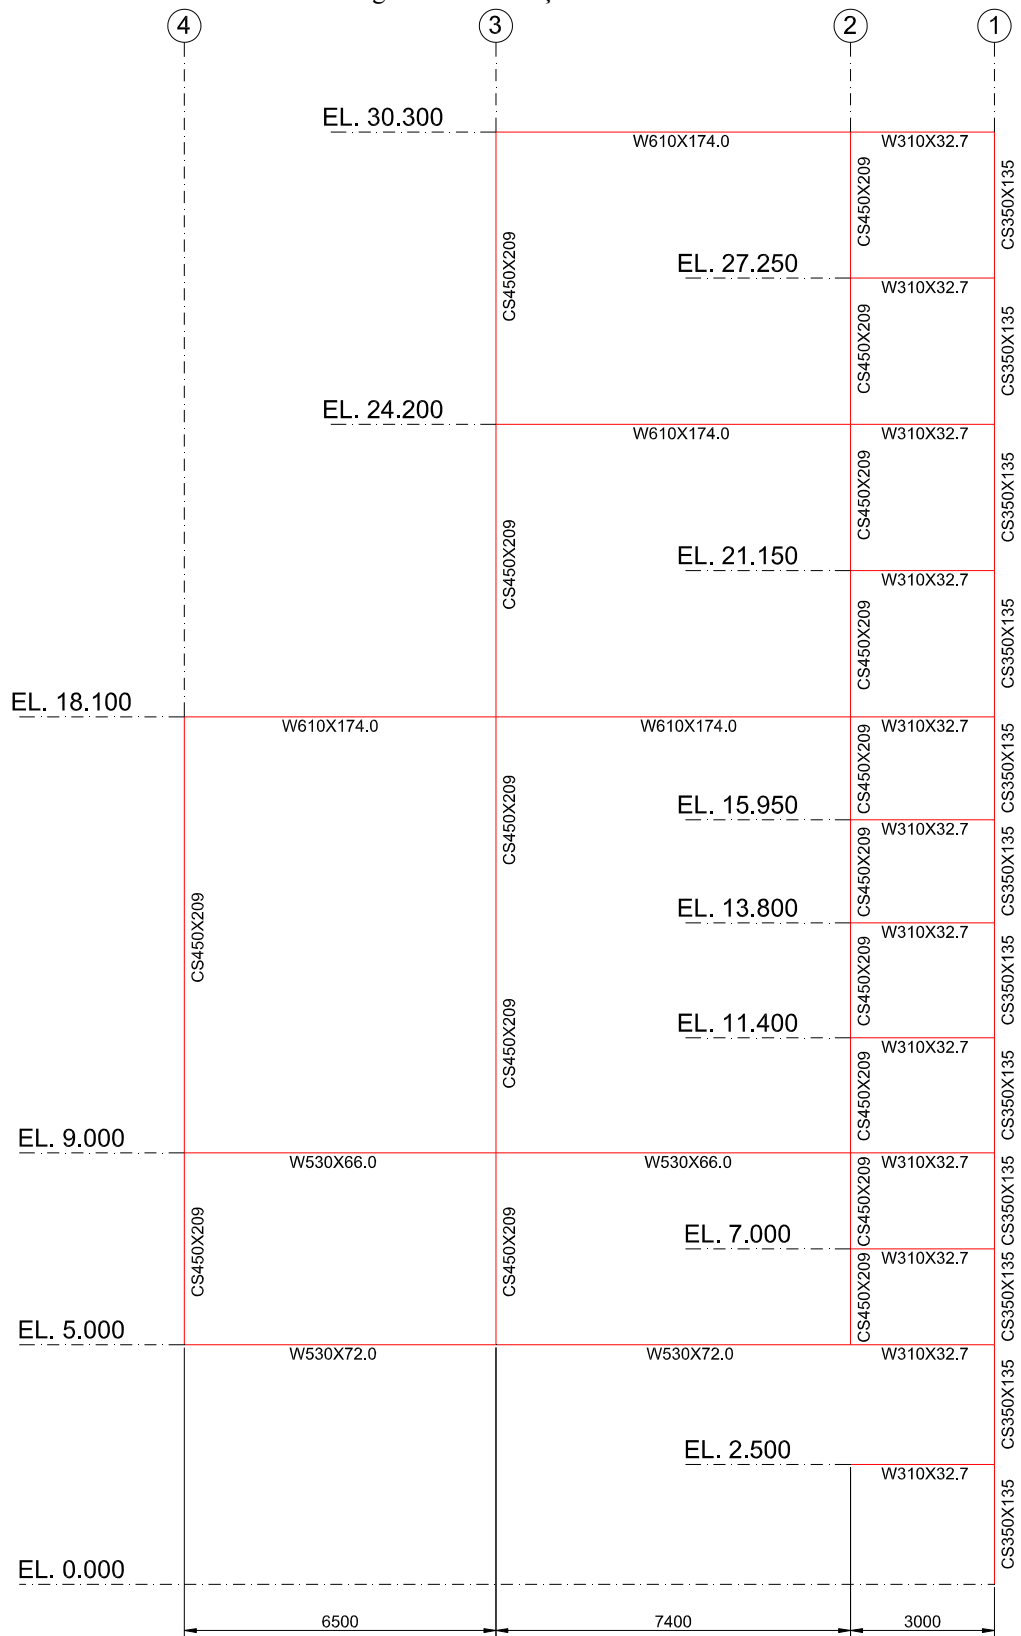 4 3 2 1
EL. 30.300
W610X174.0 W310X32.7
CS450X209 CS350X135
CS450X209
EL. 27.250
W310X32.7
CS450X209 CS350X135
EL. 24.200
W610X174.0 W310X32.7
CS450X209 CS350X135
CS450X209
EL. 21.150
W310X32.7
CS450X209 CS350X135
EL. 18.100
W610X174.0 W610X174.0 W310X32.7
CS450X209 CS450X209 CS350X135
EL. 15.950
W310X32.7
CS450X209 CS350X135
CS450X209
EL. 13.800
W310X32.7
CS450X209 CS350X135
EL. 11.400
W310X32.7
CS450X209 CS450X209 CS350X135
EL. 9.000
W530X66.0 W530X66.0 W310X32.7
CS450X209 CS450X209 CS450X209 CS350X135
EL. 7.000
W310X32.7
CS450X209 CS350X135
EL. 5.000
W530X72.0 W530X72.0 W310X32.7
CS350X135
EL. 2.500
W310X32.7
CS350X135
EL. 0.000
6500 7400 3000